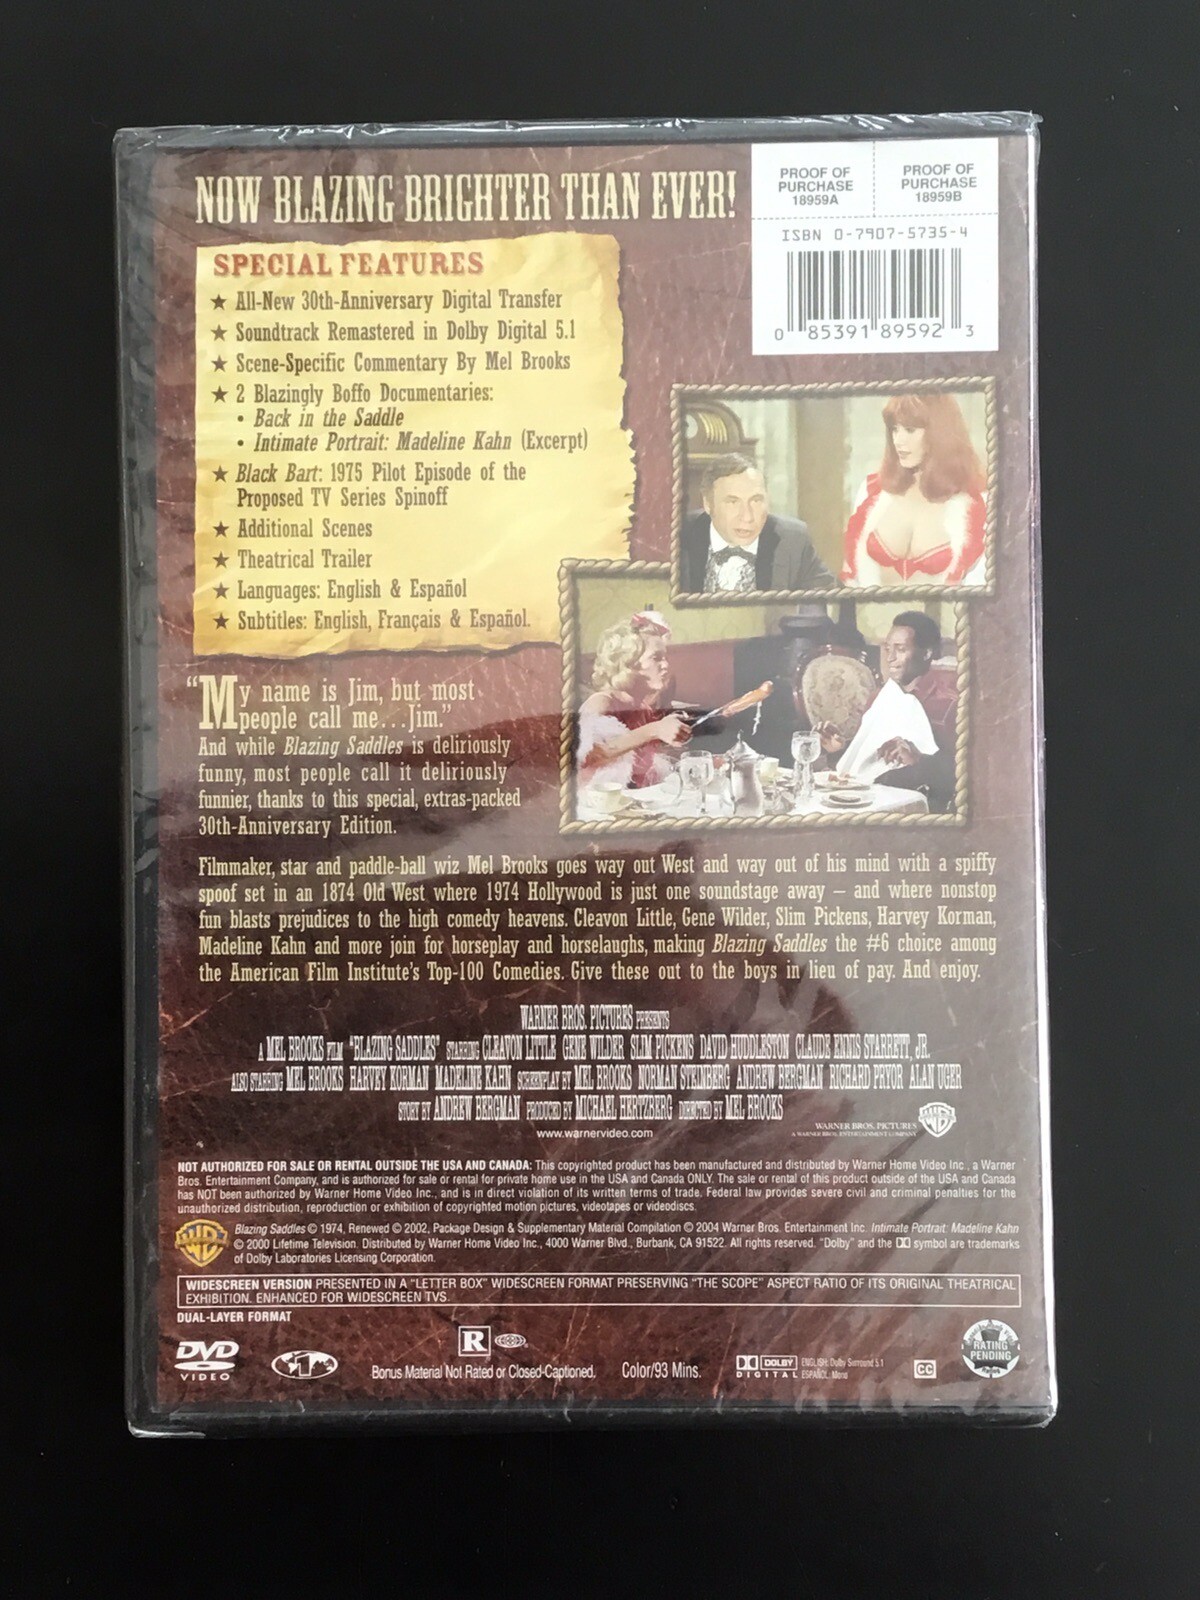 NOW BLAZING BRIGHTER THAN EVER!
PROOF OF
PURCHASE
18959A
PROOF OF
PURCHASE
18959B
ISBN 0-7907-5735-4
0 85391 89592 3
SPECIAL FEATURES
★ All-New 30th-Anniversary Digital Transfer
★ Soundtrack Remastered in Dolby Digital 5.1
★ Scene-Specific Commentary By Mel Brooks
★ 2 Blazingly Boffo Documentaries:
• Back in the Saddle
• Intimate Portrait: Madeline Kahn (Excerpt)
★ Black Bart: 1975 Pilot Episode of the
Proposed TV Series Spinoff
★ Additional Scenes
★ Theatrical Trailer
★ Languages: English & Español
★ Subtitles: English, Français & Español.
"My name is Jim, but most
people call me...Jim."
And while Blazing Saddles is deliriously
funny, most people call it deliriously
funnier, thanks to this special, extras-packed
30th-Anniversary Edition.
Filmmaker, star and paddle-ball wiz Mel Brooks goes way out West and way out of his mind with a spiffy
spoof set in an 1874 Old West where 1974 Hollywood is just one soundstage away – and where nonstop
fun blasts prejudices to the high comedy heavens. Cleavon Little, Gene Wilder, Slim Pickens, Harvey Korman,
Madeline Kahn and more join for horseplay and horselaughs, making Blazing Saddles the #6 choice among
the American Film Institute's Top-100 Comedies. Give these out to the boys in lieu of pay. And enjoy.
WARNER BROS. PICTURES PRESENTS
A MEL BROOKS FILM "BLAZING SADDLES" STARRING CLEAVON LITTLE GENE WILDER SLIM PICKENS DAVID HUDDLESTON CLAUDE ENNIS STARRETT, JR.
ALSO STARRING MEL BROOKS HARVEY KORMAN MADELINE KAHN SCREENPLAY BY MEL BROOKS NORMAN STEINBERG ANDREW BERGMAN RICHARD PRYOR ALAN UGER
STORY BY ANDREW BERGMAN PRODUCED BY MICHAEL HERTZBERG DIRECTED BY MEL BROOKS
www.warnervideo.com
WARNER BROS. PICTURES
A WARNER BROS. ENTERTAINMENT COMPANY
WB
NOT AUTHORIZED FOR SALE OR RENTAL OUTSIDE THE USA AND CANADA: This copyrighted product has been manufactured and distributed by Warner Home Video Inc., a Warner
Bros. Entertainment Company, and is authorized for sale or rental for private home use in the USA and Canada ONLY. The sale or rental of this product outside of the USA and Canada
has NOT been authorized by Warner Home Video Inc., and is in direct violation of its written terms of trade. Federal law provides severe civil and criminal penalties for the
unauthorized distribution, reproduction or exhibition of copyrighted motion pictures, videotapes or videodiscs.
WB
Blazing Saddles © 1974, Renewed © 2002, Package Design & Supplementary Material Compilation © 2004 Warner Bros. Entertainment Inc. Intimate Portrait: Madeline Kahn
© 2000 Lifetime Television. Distributed by Warner Home Video Inc., 4000 Warner Blvd., Burbank, CA 91522. All rights reserved. "Dolby" and the DD symbol are trademarks
of Dolby Laboratories Licensing Corporation.
WIDESCREEN VERSION PRESENTED IN A "LETTER BOX" WIDESCREEN FORMAT PRESERVING "THE SCOPE" ASPECT RATIO OF ITS ORIGINAL THEATRICAL
EXHIBITION. ENHANCED FOR WIDESCREEN TVS.
DUAL-LAYER FORMAT
DVD
VIDEO
1
R
Bonus Material Not Rated or Closed-Captioned.
Color/93 Mins.
DOLBY
DIGITAL
ENGLISH: Dolby Surround 5.1
ESPAÑOL: Mono
CC
RATING
PENDING